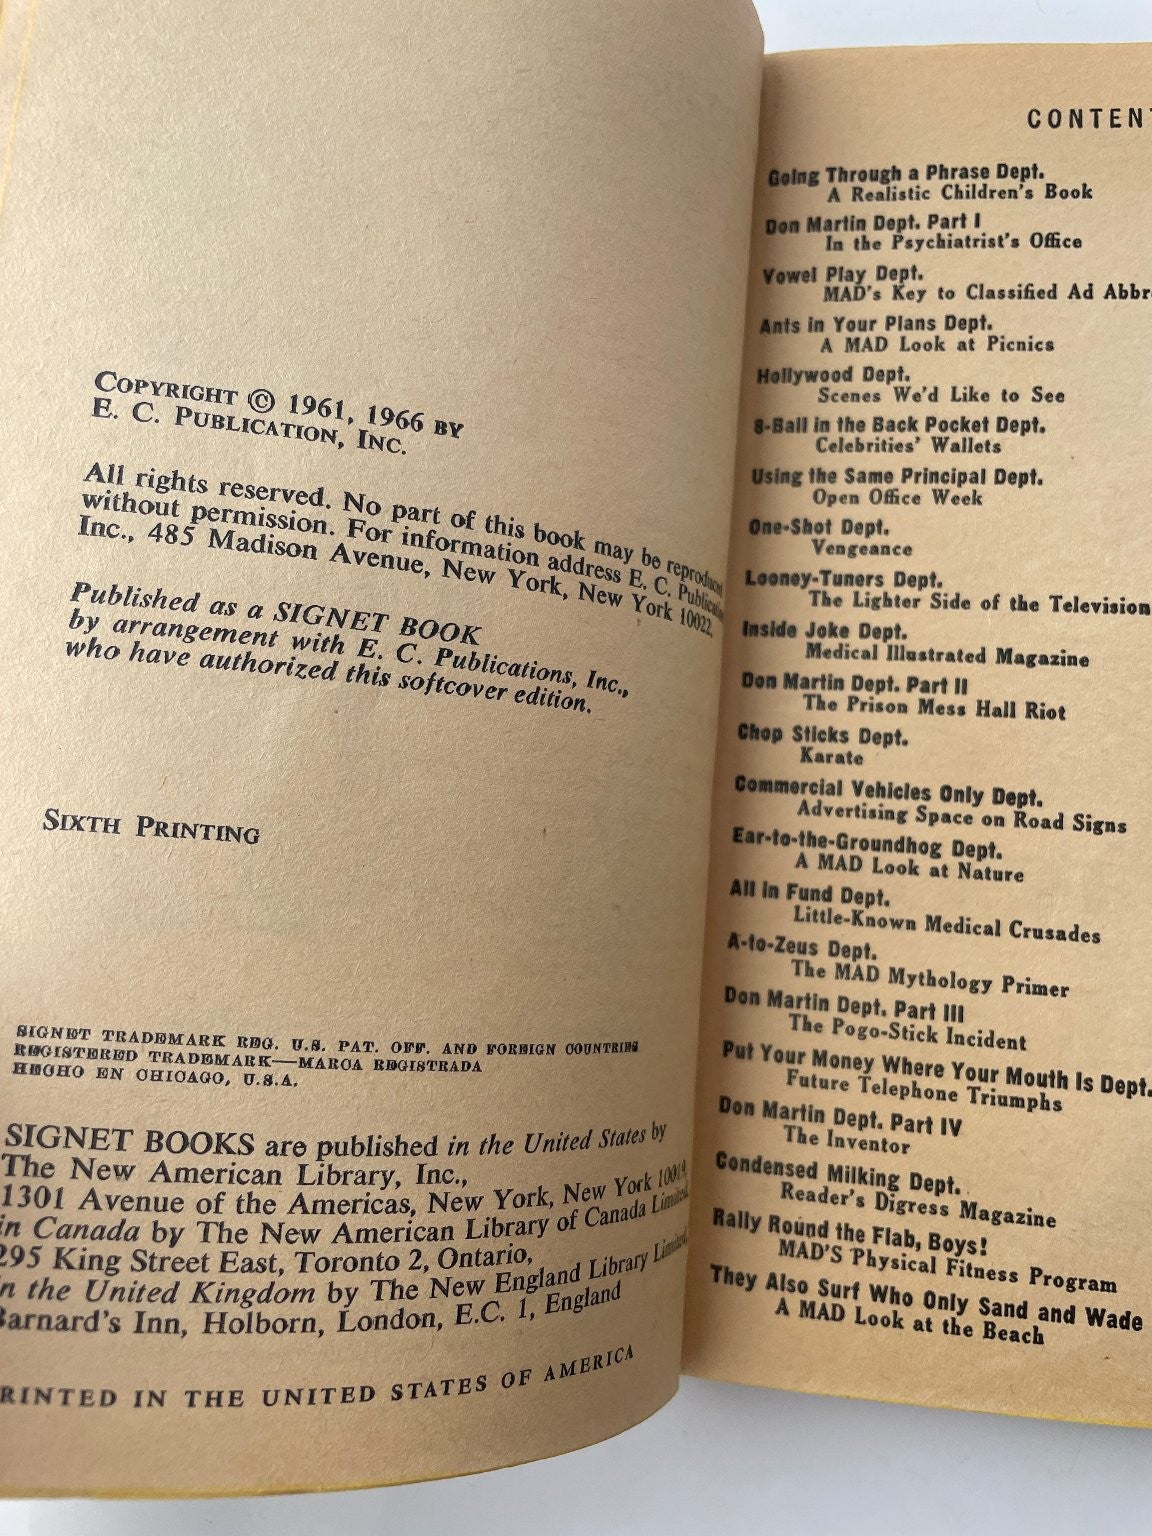 COPYRIGHT © 1961, 1966 BY
E. C. PUBLICATION, INC.
All rights reserved. No part of this book may be reproduced
without permission. For information address E. C. Publication
Inc., 485 Madison Avenue, New York, New York 10022.
Published as a SIGNET BOOK
by arrangement with E. C. Publications, Inc.,
who have authorized this softcover edition.
SIXTH PRINTING
SIGNET TRADEMARK REG. U.S. PAT. OFF. AND FOREIGN COUNTRIES
REGISTERED TRADEMARK—MARCA REGISTRADA
HECHO EN CHICAGO, U.S.A.
SIGNET BOOKS are published in the United States by
The New American Library, Inc.,
1301 Avenue of the Americas, New York, New York 10019,
in Canada by The New American Library of Canada Limited,
295 King Street East, Toronto 2, Ontario,
in the United Kingdom by The New England Library Limited,
Barnard's Inn, Holborn, London, E.C. 1, England
RINTED IN THE UNITED STATES OF AMERICA
CONTENT
Going Through a Phrase Dept.
A Realistic Children's Book
Don Martin Dept. Part I
In the Psychiatrist's Office
Vowel Play Dept.
MAD's Key to Classified Ad Abbr
Ants in Your Plans Dept.
A MAD Look at Picnics
Hollywood Dept.
Scenes We'd Like to See
8-Ball in the Back Pocket Dept.
Celebrities' Wallets
Using the Same Principal Dept.
Open Office Week
One-Shot Dept.
Vengeance
Looney-Tuners Dept.
The Lighter Side of the Television
Inside Joke Dept.
Medical Illustrated Magazine
Don Martin Dept. Part II
The Prison Mess Hall Riot
Chop Sticks Dept.
Karate
Commercial Vehicles Only Dept.
Advertising Space on Road Signs
Ear-to-the-Groundhog Dept.
A MAD Look at Nature
All in Fund Dept.
Little-Known Medical Crusades
A-to-Zeus Dept.
The MAD Mythology Primer
Don Martin Dept. Part III
The Pogo-Stick Incident
Put Your Money Where Your Mouth Is Dept.
Future Telephone Triumphs
Don Martin Dept. Part IV
The Inventor
Condensed Milking Dept.
Reader's Digress Magazine
Rally Round the Flab, Boys!
MAD'S Physical Fitness Program
They Also Surf Who Only Sand and Wade
A MAD Look at the Beach